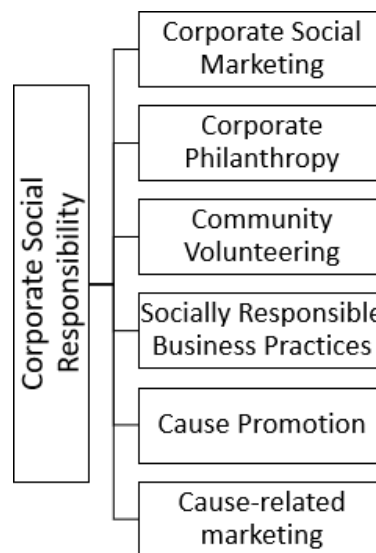 Corporate Social
Responsibility
Corporate Social
Marketing
Corporate
Philanthropy
Community
Volunteering
Socially Responsible
Business Practices
Cause Promotion
Cause-related
marketing